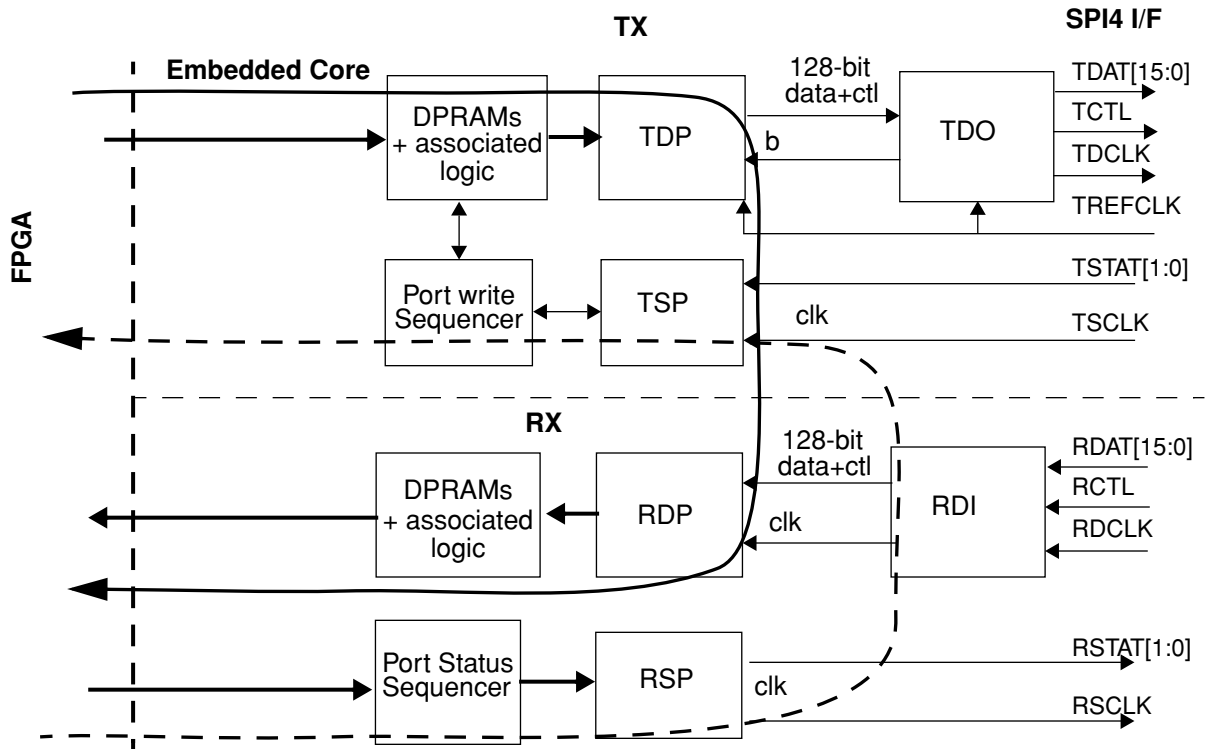 TX
SPI4 I/F
Embedded Core
128-bit
data+ctl
TDAT[15:0]
DPRAMs
+ associated
logic
TDP
b
TDO
TCTL
TDCLK
TREFCLK
FPGA
Port write
Sequencer
TSP
TSTAT[1:0]
clk
TSCLK
RX
128-bit
data+ctl
RDAT[15:0]
DPRAMs
+ associated
logic
RDP
clk
RDI
RCTL
RDCLK
Port Status
Sequencer
RSP
clk
RSTAT[1:0]
RSCLK